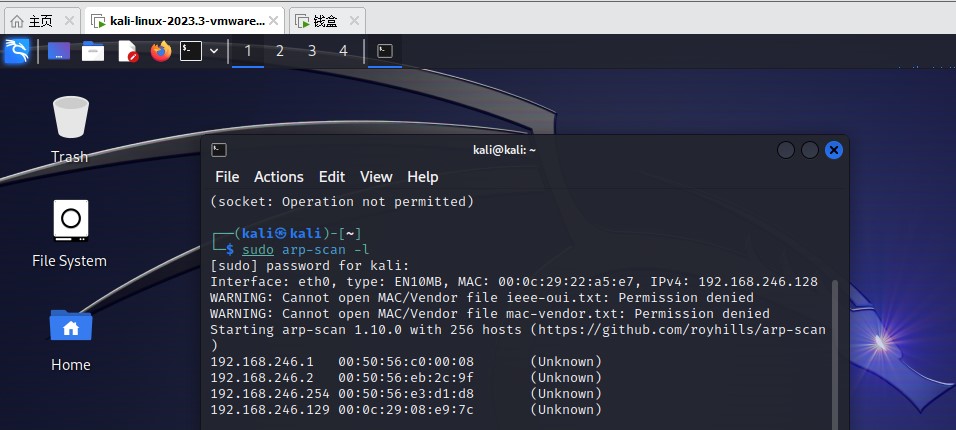 主页 kali-linux-2023.3-vmware... 钱盒
1 2 3 4
Trash
File System
Home
kali@kali: ~
File Actions Edit View Help
(socket: Operation not permitted)
┌──(kali㉿kali)-[~]
└─$ sudo arp-scan -l
[sudo] password for kali:
Interface: eth0, type: EN10MB, MAC: 00:0c:29:22:a5:e7, IPv4: 192.168.246.128
WARNING: Cannot open MAC/Vendor file ieee-oui.txt: Permission denied
WARNING: Cannot open MAC/Vendor file mac-vendor.txt: Permission denied
Starting arp-scan 1.10.0 with 256 hosts (https://github.com/royhills/arp-scan
)
192.168.246.1 00:50:56:c0:00:08 (Unknown)
192.168.246.2 00:50:56:eb:2c:9f (Unknown)
192.168.246.254 00:50:56:e3:d1:d8 (Unknown)
192.168.246.129 00:0c:29:08:e9:7c (Unknown)